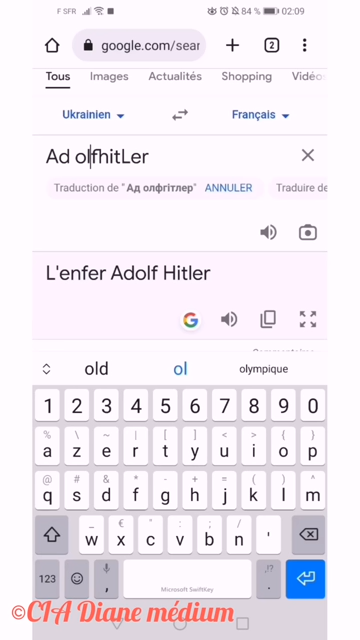 F SFR 84 % 02:09
google.com/sear
2
Tous Images Actualités Shopping Vidéos
Ukrainien Français
Ad olfhitLer
Traduction de "Ад олфгітлер" ANNULER Traduire de
L'enfer Adolf Hitler
old ol olympique
1 2 3 4 5 6 7 8 9 0
% \ ~ | [ ] < > { }
a z e r t y u i o p
@ # & * - + = ( ) ^
q s d f g h j k l m
_ € " : ; , !
w x c v b n '
123 , Microsoft SwiftKey ,!? .
©CIA Diane médium